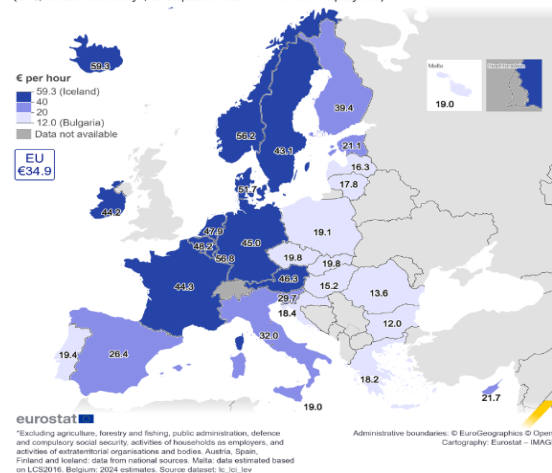 € per hour
59.3 (Iceland)
40
20
12.0 (Bulgaria)
Data not available
EU
€34.9
59.3
39.4
56.2
43.1
21.1
16.3
17.8
51.7
44.2
47.9
48.2
56.8
45.0
19.1
19.8
19.8
46.3
15.2
44.3
29.7
18.4
13.6
12.0
32.0
19.4
26.4
18.2
19.0
21.7
Malta
19.0
eurostat
*Excluding agriculture, forestry and fishing, public administration, defence
and compulsory social security, activities of households as employers, and
activities of extraterritorial organisations and bodies. Austria, Spain,
Finland and Iceland: data from national sources. Malta: data estimated based
on LCS2016. Belgium: 2024 estimates. Source dataset: lc_lci_lev
Administrative boundaries: © EuroGeographics © Open
Cartography: Eurostat – IMAG